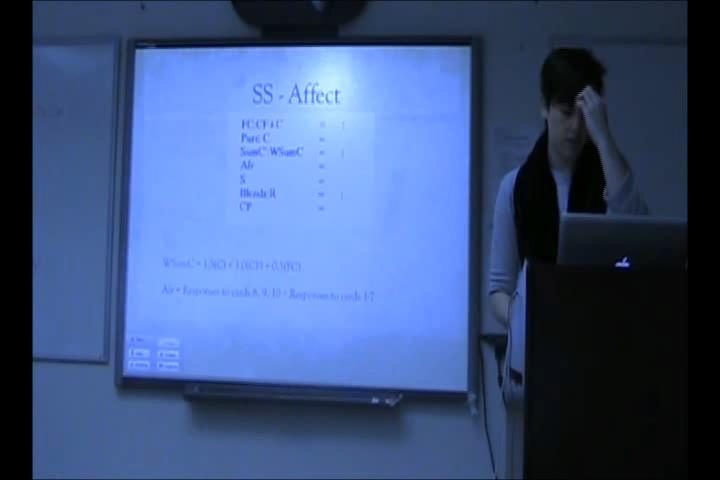 SS - Affect
FC:CF+C = :
Pure C =
SumC':WSumC = :
Afr =
S =
Blends:R = :
CP =
WSumC = 1.5(C) + 1.0(CF) + 0.5(FC)
Afr = Responses to cards 8, 9, 10 ÷ Responses to cards 1-7